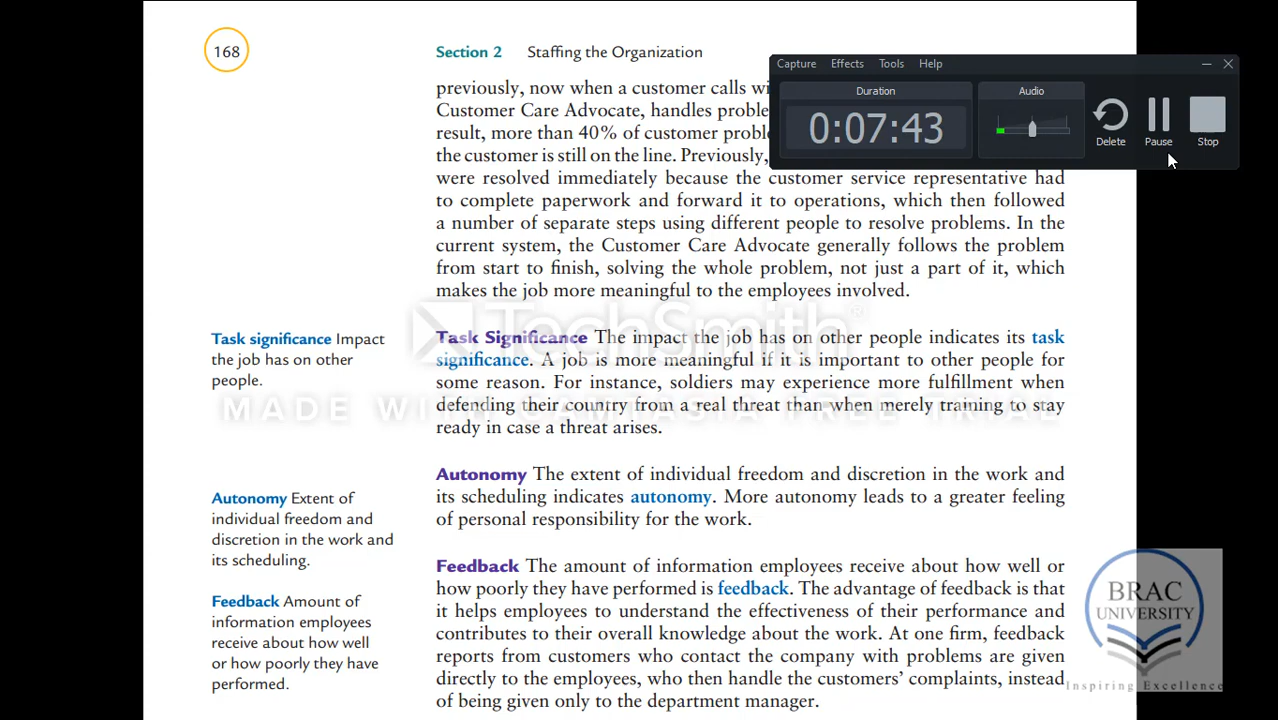 168
Section 2 Staffing the Organization
Capture Effects Tools Help
Duration
0:07:43
Audio
Delete
Pause
Stop
previously, now when a customer calls
Customer Care Advocate, handles
result, more than 40% of customer
the customer is still on the line. Previously,
were resolved immediately because the customer service representative had
to complete paperwork and forward it to operations, which then followed
a number of separate steps using different people to resolve problems. In the
current system, the Customer Care Advocate generally follows the problem
from start to finish, solving the whole problem, not just a part of it, which
makes the job more meaningful to the employees involved.
TechSmith®
MADE WITH CAMTASIA FREE TRIAL
Task significance Impact
the job has on other
people.
Task Significance The impact the job has on other people indicates its task
significance. A job is more meaningful if it is important to other people for
some reason. For instance, soldiers may experience more fulfillment when
defending their country from a real threat than when merely training to stay
ready in case a threat arises.
Autonomy Extent of
individual freedom and
discretion in the work and
its scheduling.
Autonomy The extent of individual freedom and discretion in the work and
its scheduling indicates autonomy. More autonomy leads to a greater feeling
of personal responsibility for the work.
Feedback Amount of
information employees
receive about how well
or how poorly they have
performed.
Feedback The amount of information employees receive about how well or
how poorly they have performed is feedback. The advantage of feedback is that
it helps employees to understand the effectiveness of their performance and
contributes to their overall knowledge about the work. At one firm, feedback
reports from customers who contact the company with problems are given
directly to the employees, who then handle the customers' complaints, instead
of being given only to the department manager.
BRAC
UNIVERSITY
Inspiring Excellence